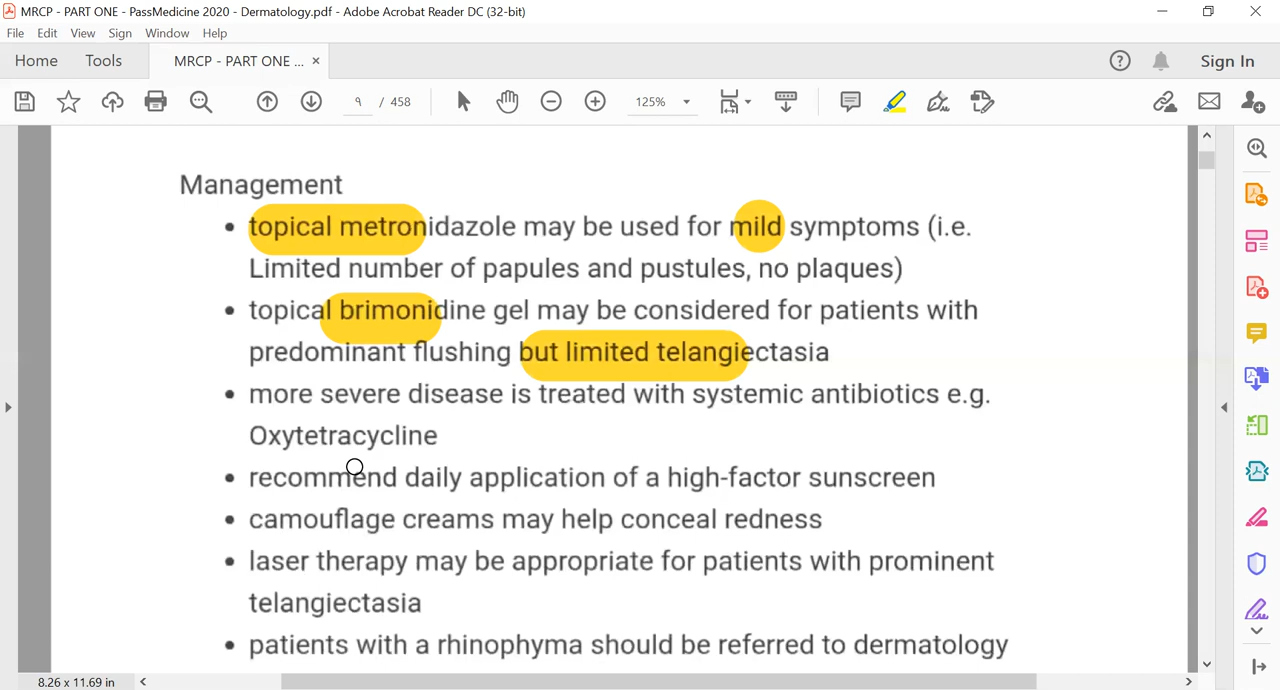 MRCP - PART ONE - PassMedicine 2020 - Dermatology.pdf - Adobe Acrobat Reader DC (32-bit)
File Edit View Sign Window Help
Home Tools MRCP - PART ONE ... × Sign In
٩ / 458 125%
Management
• topical metronidazole may be used for mild symptoms (i.e.
Limited number of papules and pustules, no plaques)
• topical brimonidine gel may be considered for patients with
predominant flushing but limited telangiectasia
• more severe disease is treated with systemic antibiotics e.g.
Oxytetracycline
• recommend daily application of a high-factor sunscreen
• camouflage creams may help conceal redness
• laser therapy may be appropriate for patients with prominent
telangiectasia
• patients with a rhinophyma should be referred to dermatology
8.26 x 11.69 in